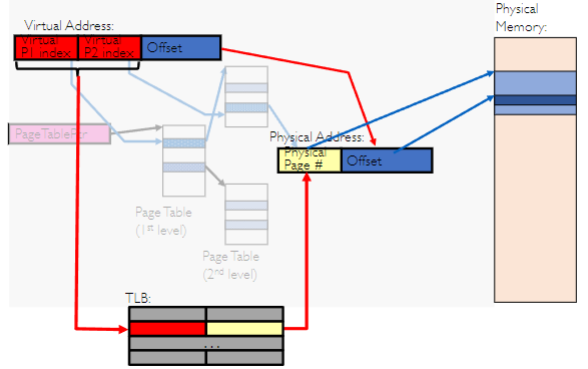 Physical
Memory:
Virtual Address:
Virtual
P1 index
Virtual
P2 index
Offset
PageTablePtr
Physical Address:
Physical
Page #
Offset
Page Table
(1st level)
Page Table
(2nd level)
TLB:
...